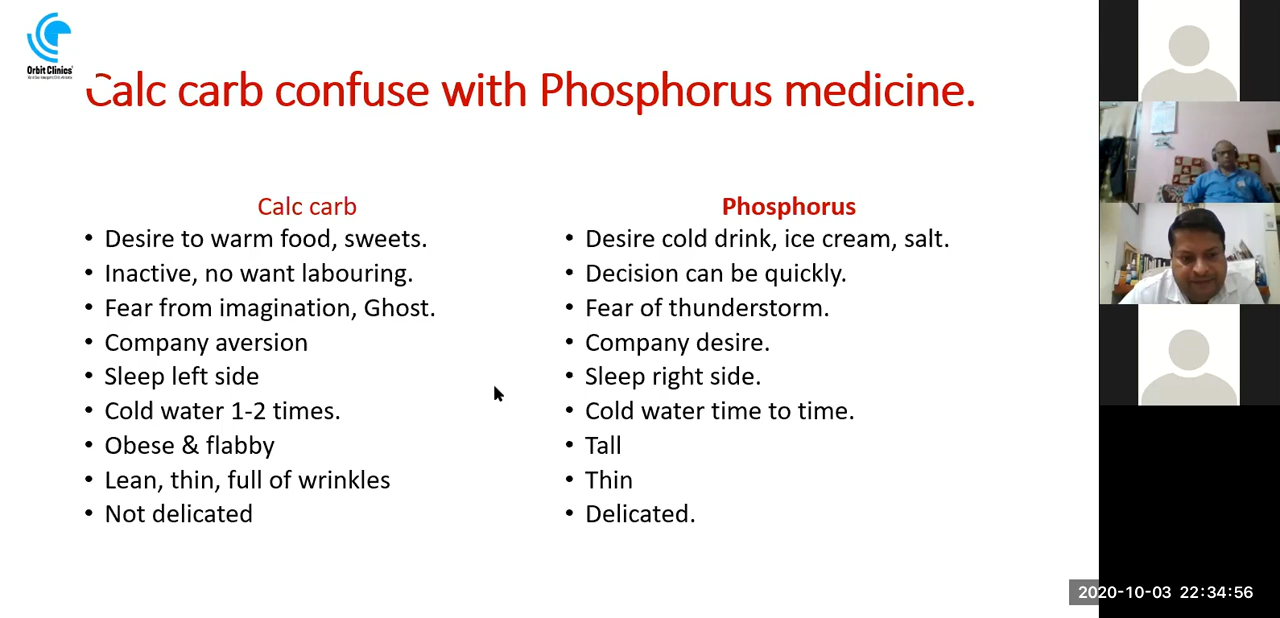 Orbit Clinics
Calc carb confuse with Phosphorus medicine.
Calc carb
• Desire to warm food, sweets.
• Inactive, no want labouring.
• Fear from imagination, Ghost.
• Company aversion
• Sleep left side
• Cold water 1-2 times.
• Obese & flabby
• Lean, thin, full of wrinkles
• Not delicated
Phosphorus
• Desire cold drink, ice cream, salt.
• Decision can be quickly.
• Fear of thunderstorm.
• Company desire.
• Sleep right side.
• Cold water time to time.
• Tall
• Thin
• Delicated.
2020-10-03 22:34:56